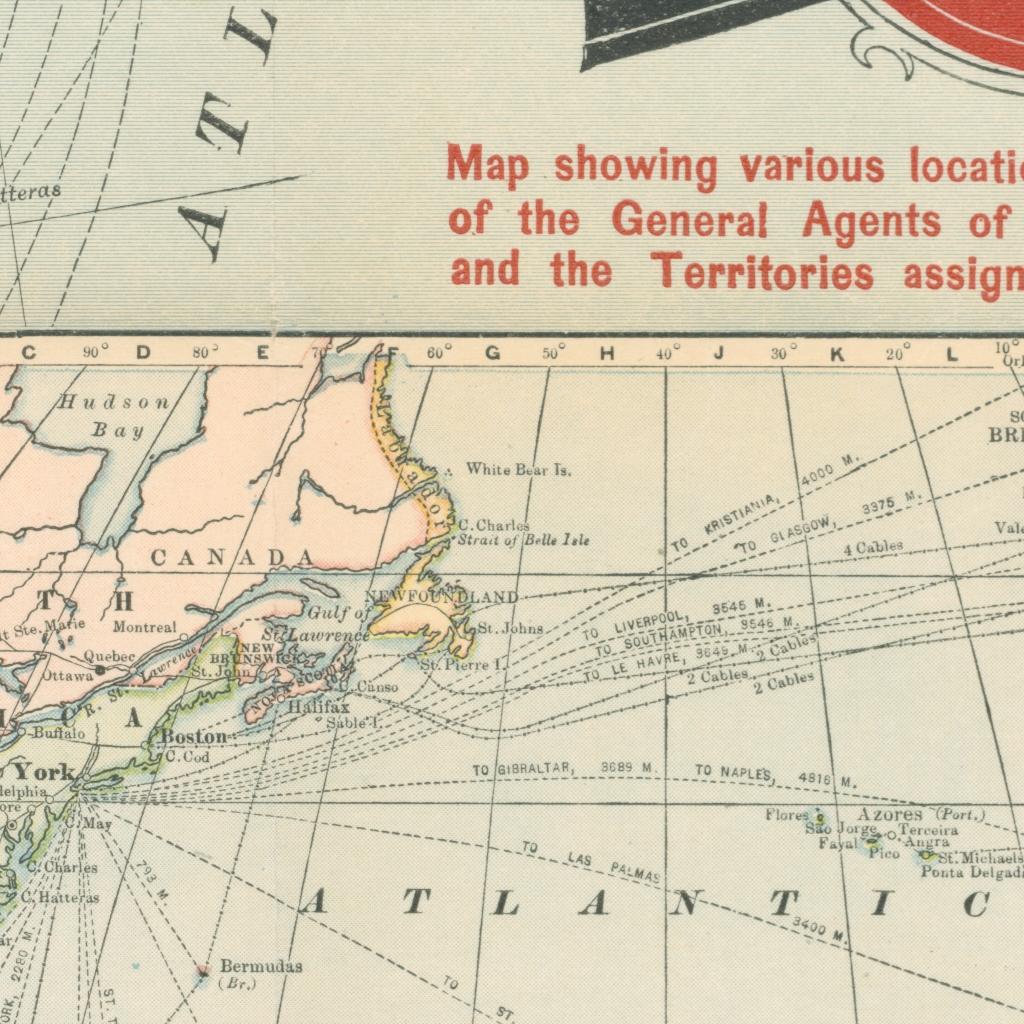 ATL
tteras
Map showing various locatio
of the General Agents of
and the Territories assign
C 90° D 80° E 70° F 60° G 50° H 40° J 30° K 20° L 10°
Hudson
Bay
Labrador
White Bear Is.
C. Charles
Strait of Belle Isle
CANADA
NEWFOUNDLAND
Gulf of
St. Lawrence
St. Johns
St. Pierre I.
T H
t Ste. Marie
Montreal
Quebec
Ottawa
R. St. Lawrence
NEW
BRUNSWICK
St. John
NOVA SCOTIA
C. Canso
Halifax
Sable I.
C A
Buffalo
Boston
C. Cod
York
delphia
ore
C. May
C. Charles
C. Hatteras
793 M.
2280 M.
Bermudas
(Br.)
TO KRISTIANIA, 4000 M.
TO GLASGOW, 3375 M.
4 Cables
TO LIVERPOOL, 3545 M.
TO SOUTHAMPTON, 3546 M.
TO LE HAVRE, 3649 M.
2 Cables
2 Cables
2 Cables
BRI
Vale
TO GIBRALTAR, 3689 M. TO NAPLES, 4816 M.
Flores
Azores (Port.)
Sao Jorge
Terceira
Fayal
Angra
Pico
St. Michaels
Ponta Delgada
TO LAS PALMAS
3400 M.
ATLANTIC
TO ST.
ST. T